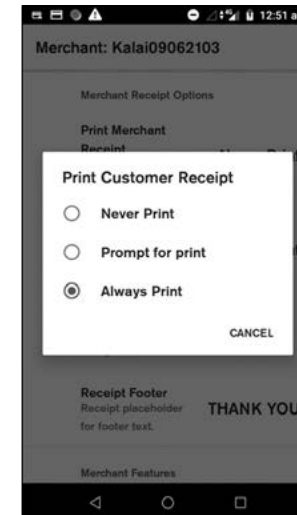 12:51 a
Merchant: Kalai09062103
Merchant Receipt Options
Print Merchant
Receipt
Print Customer Receipt
Never Print
Prompt for print
Always Print
CANCEL
Receipt Footer
Receipt placeholder
for footer text.
THANK YOU
Merchant Features